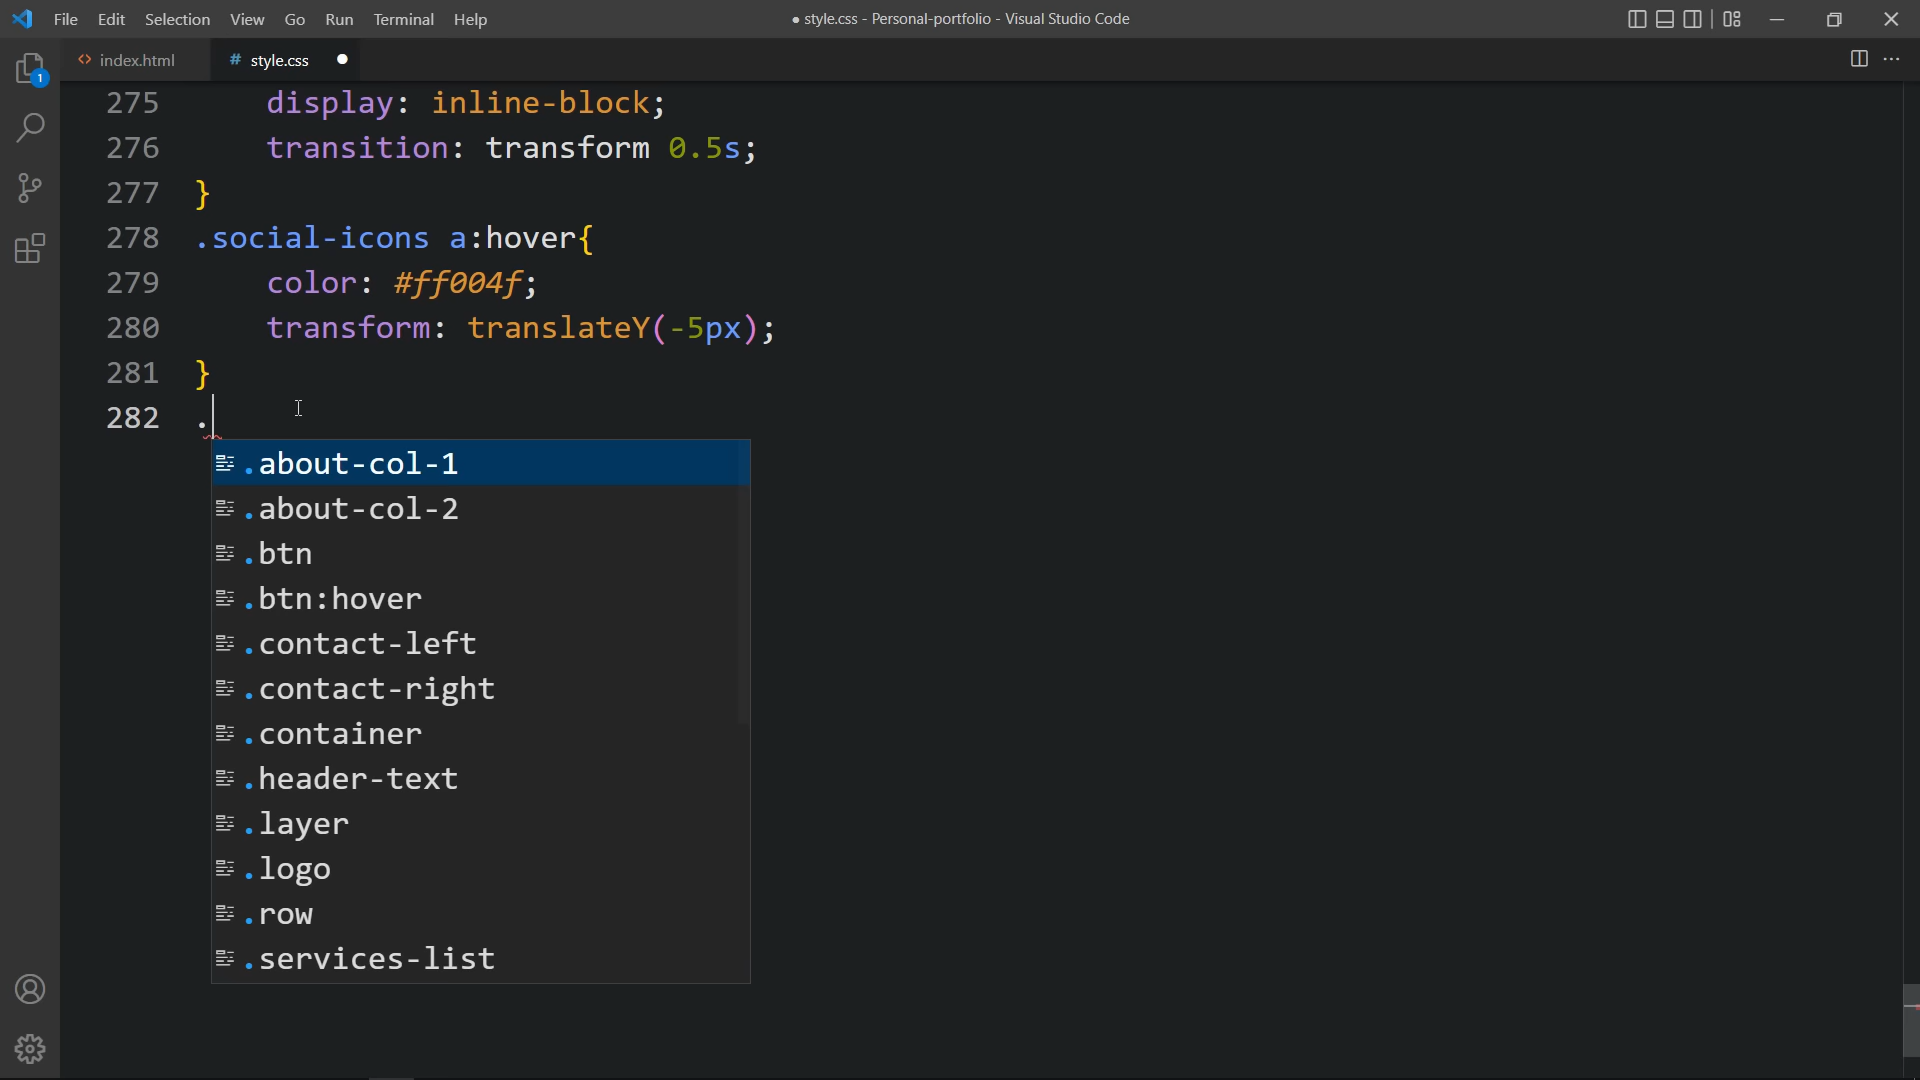 File Edit Selection View Go Run Terminal Help
● style.css - Personal-portfolio - Visual Studio Code
1
<> index.html
# style.css ●
275 display: inline-block;
276 transition: transform 0.5s;
277 }
278 .social-icons a:hover{
279 color: #ff004f;
280 transform: translateY(-5px);
281 }
282 .
.about-col-1
.about-col-2
.btn
.btn:hover
.contact-left
.contact-right
.container
.header-text
.layer
.logo
.row
.services-list